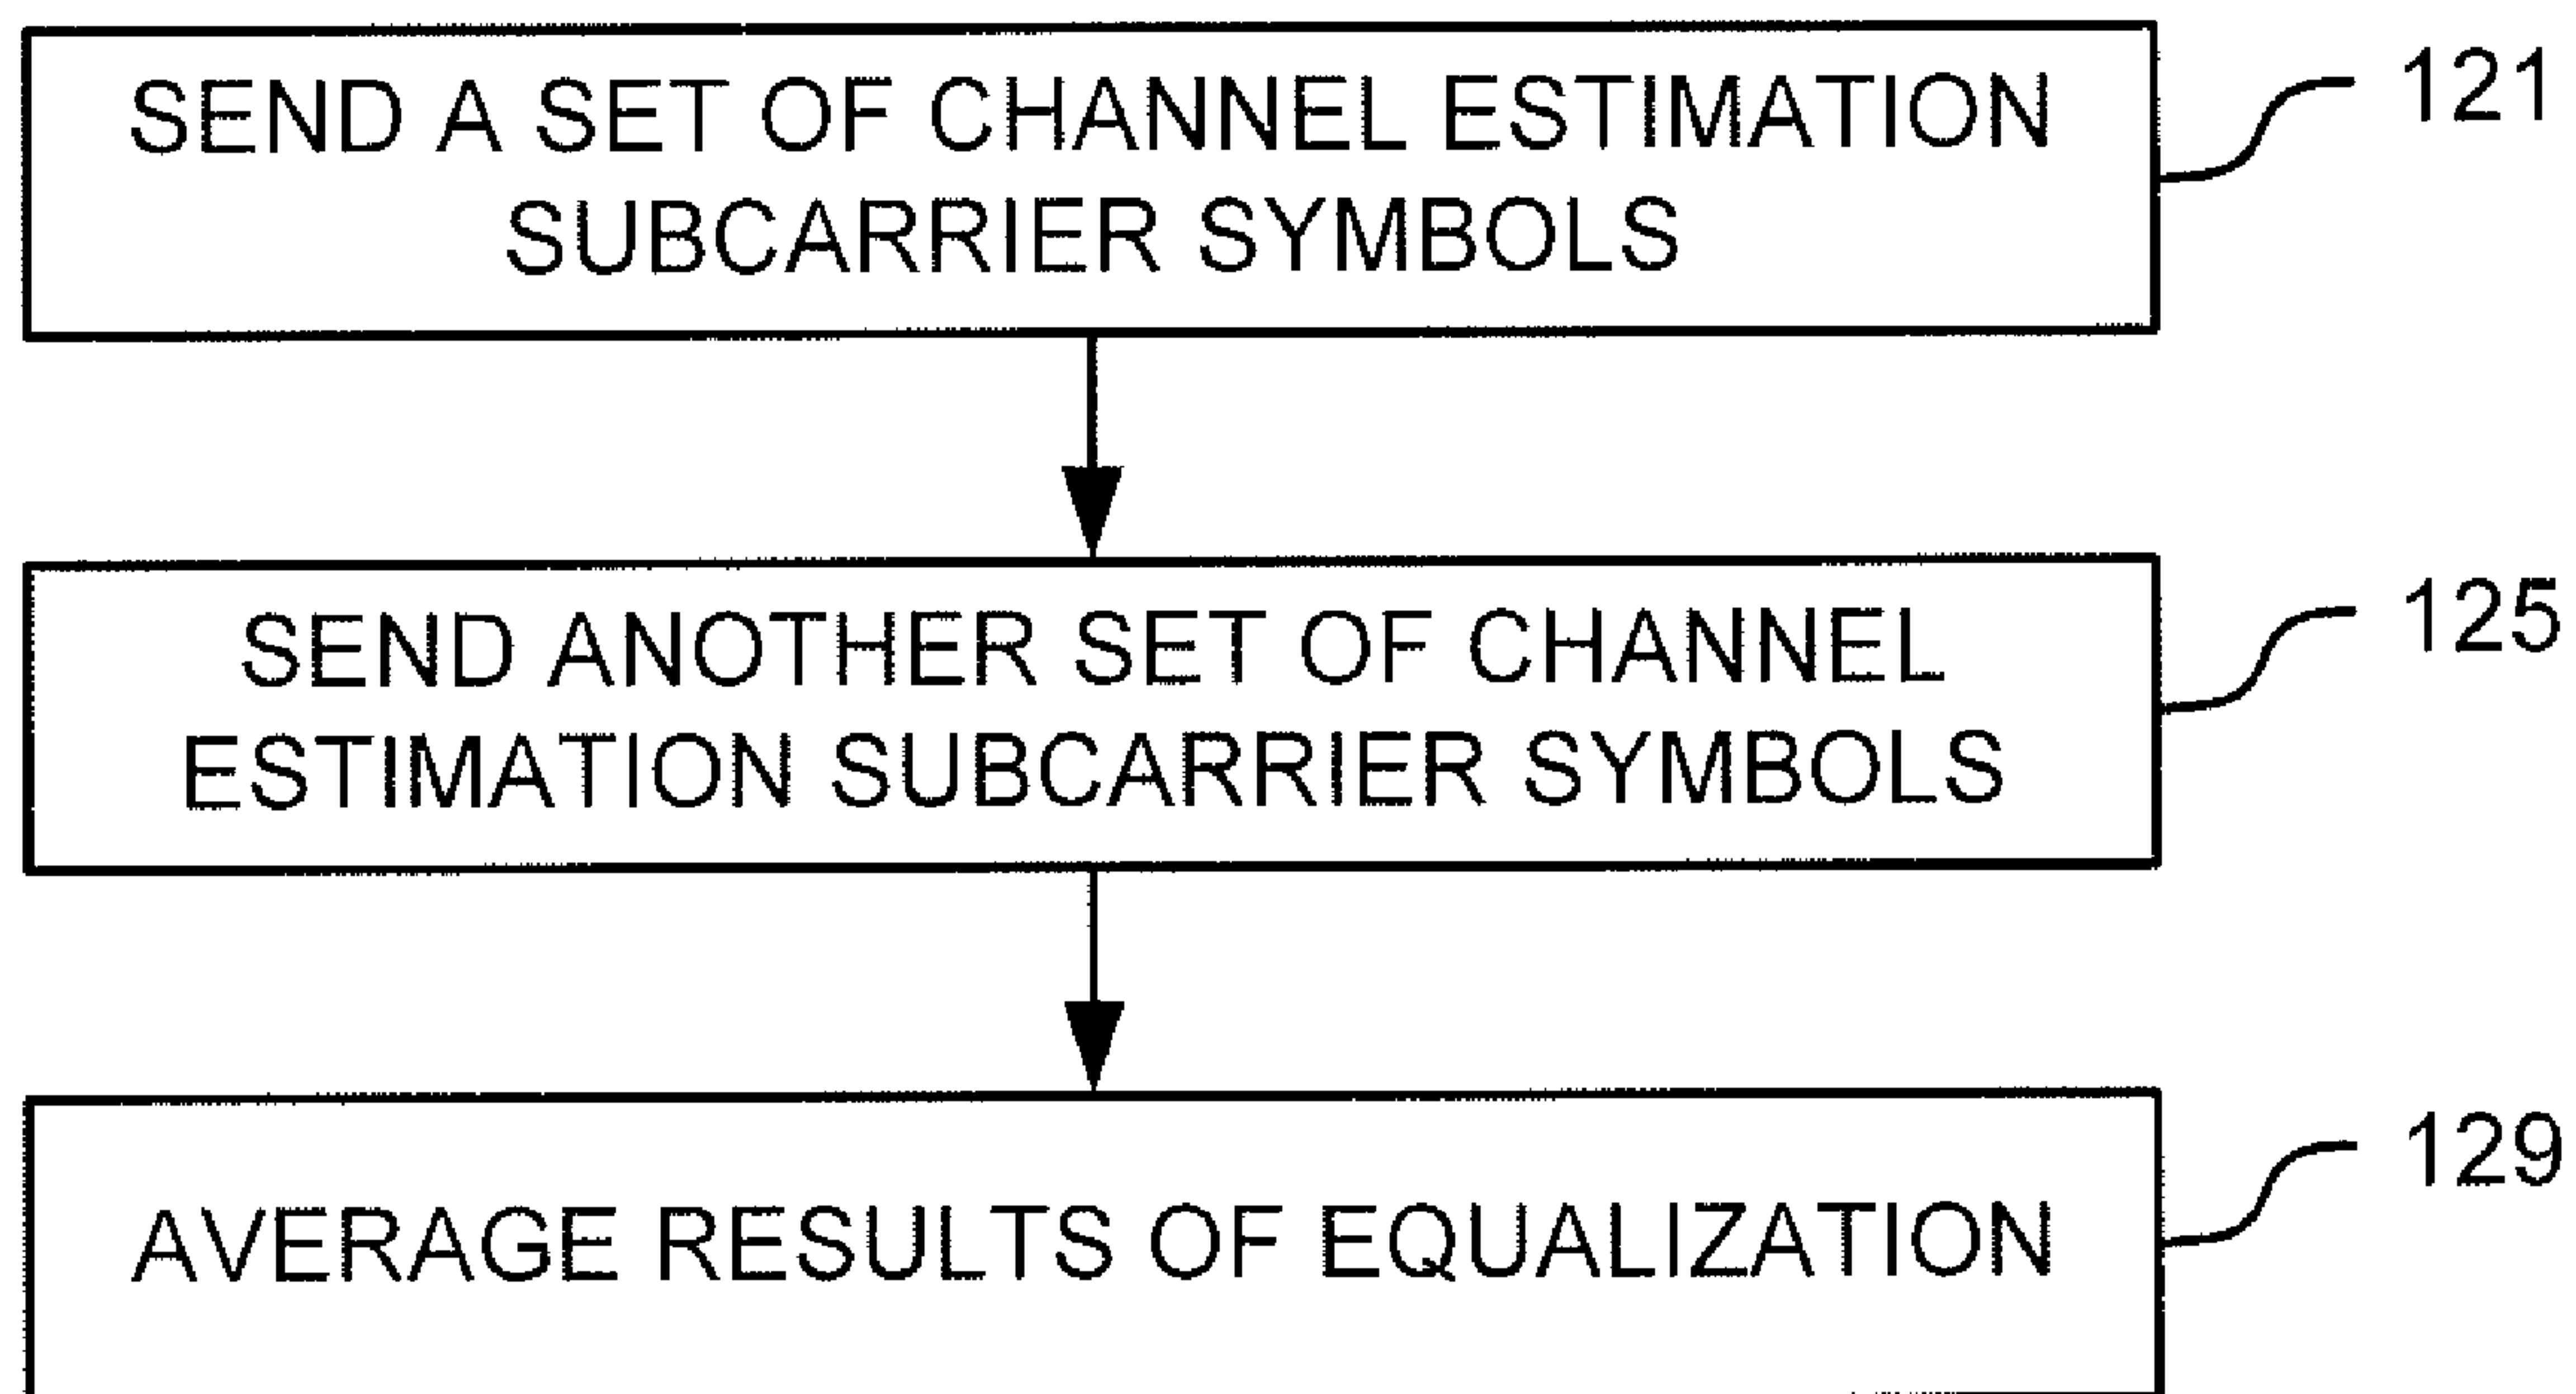 SEND A SET OF CHANNEL ESTIMATION
SUBCARRIER SYMBOLS
121
SEND ANOTHER SET OF CHANNEL
ESTIMATION SUBCARRIER SYMBOLS
125
AVERAGE RESULTS OF EQUALIZATION
129